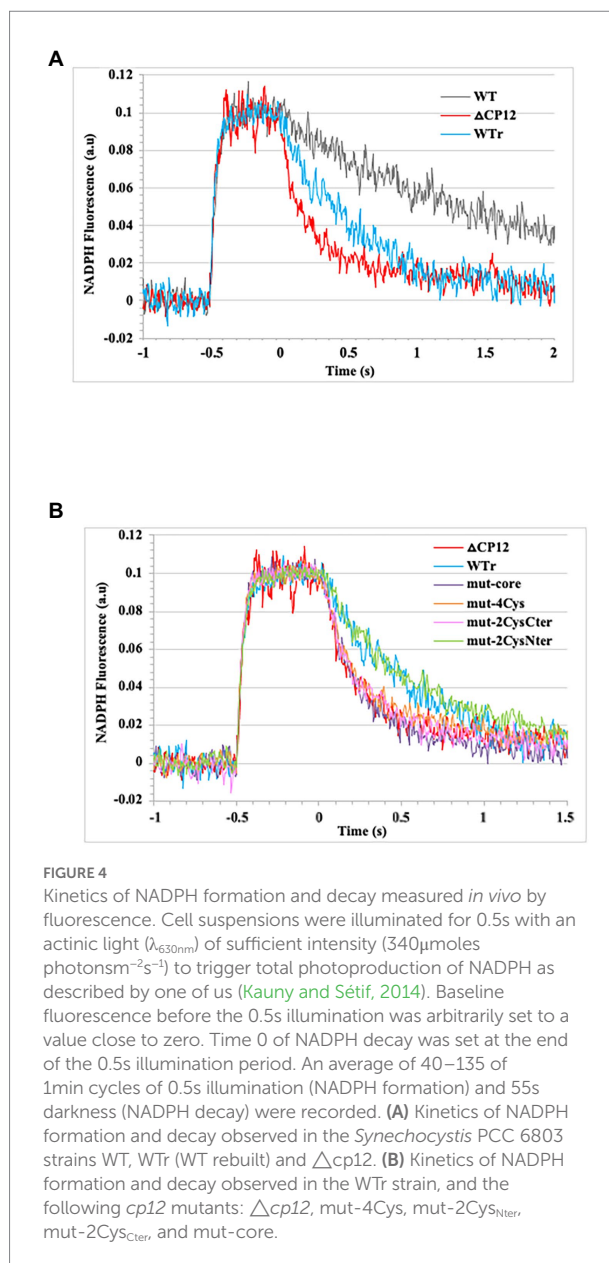 A
NADPH Fluorescence (a.u)
0.12
0.1
0.08
0.06
0.04
0.02
0
-0.02
WT
ΔCP12
WTr
-1
-0.5
0
0.5
1
1.5
2
Time (s)
B
NADPH Fluorescence (a.u)
0.12
0.1
0.08
0.06
0.04
0.02
0
-0.02
ΔCP12
WTr
mut-core
mut-4Cys
mut-2CysCter
mut-2CysNter
-1
-0.5
0
0.5
1
1.5
Time (s)
FIGURE 4
Kinetics of NADPH formation and decay measured in vivo by
fluorescence. Cell suspensions were illuminated for 0.5s with an
actinic light (λ630nm) of sufficient intensity (340μmoles
photonsm⁻²s⁻¹) to trigger total photoproduction of NADPH as
described by one of us (Kauny and Sétif, 2014). Baseline
fluorescence before the 0.5s illumination was arbitrarily set to a
value close to zero. Time 0 of NADPH decay was set at the end
of the 0.5s illumination period. An average of 40–135 of
1min cycles of 0.5s illumination (NADPH formation) and 55s
darkness (NADPH decay) were recorded. (A) Kinetics of NADPH
formation and decay observed in the Synechocystis PCC 6803
strains WT, WTr (WT rebuilt) and △cp12. (B) Kinetics of NADPH
formation and decay observed in the WTr strain, and the
following cp12 mutants: △cp12, mut-4Cys, mut-2CysNter,
mut-2CysCter, and mut-core.